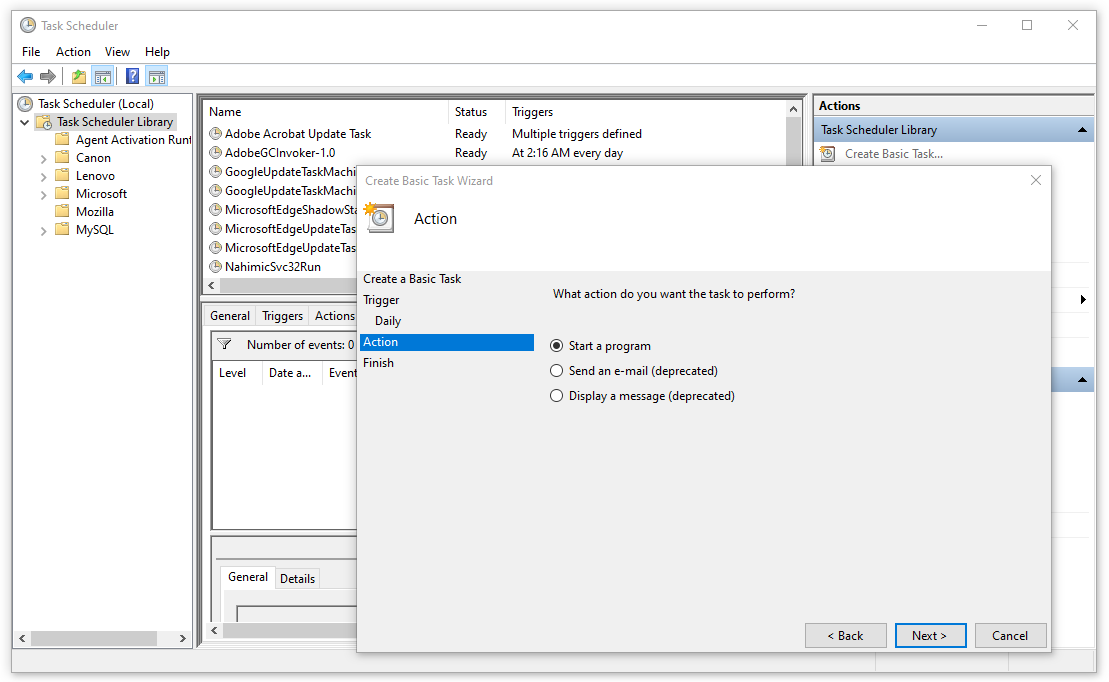 Task Scheduler
File Action View Help
Task Scheduler (Local)
Task Scheduler Library
Agent Activation Runt
Canon
Lenovo
Microsoft
Mozilla
MySQL
Name Status Triggers
Adobe Acrobat Update Task Ready Multiple triggers defined
AdobeGCInvoker-1.0 Ready At 2:16 AM every day
GoogleUpdateTaskMachi
GoogleUpdateTaskMachi
MicrosoftEdgeShadowSta
MicrosoftEdgeUpdateTas
MicrosoftEdgeUpdateTas
NahimicSvc32Run
General Triggers Actions
Number of events: 0
Level Date a... Event
General Details
Actions
Task Scheduler Library
Create Basic Task...
Create Basic Task Wizard
Action
Create a Basic Task
Trigger
Daily
Action
Finish
What action do you want the task to perform?
Start a program
Send an e-mail (deprecated)
Display a message (deprecated)
< Back Next > Cancel